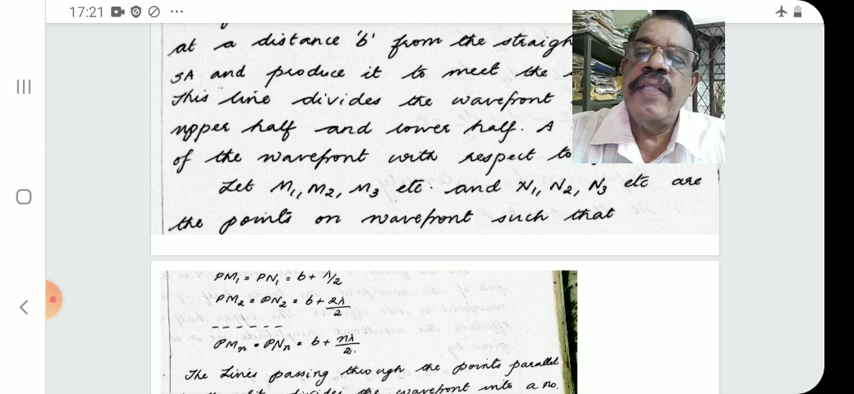 17:21
at a distance 'b' from the straigh
SA and produce it to meet the
This line divides the wavefront
upper half and lower half. A
of the wavefront with respect to
Let M1, M2, M3 etc. and N1, N2, N3 etc are
the points on wavefront such that
PM1 = PN1 = b + λ/2
PM2 = PN2 = b + 2λ/2
PMn = PNn = b + nλ/2.
The Lines passing through the points parallel
divides the wavefront into a no.